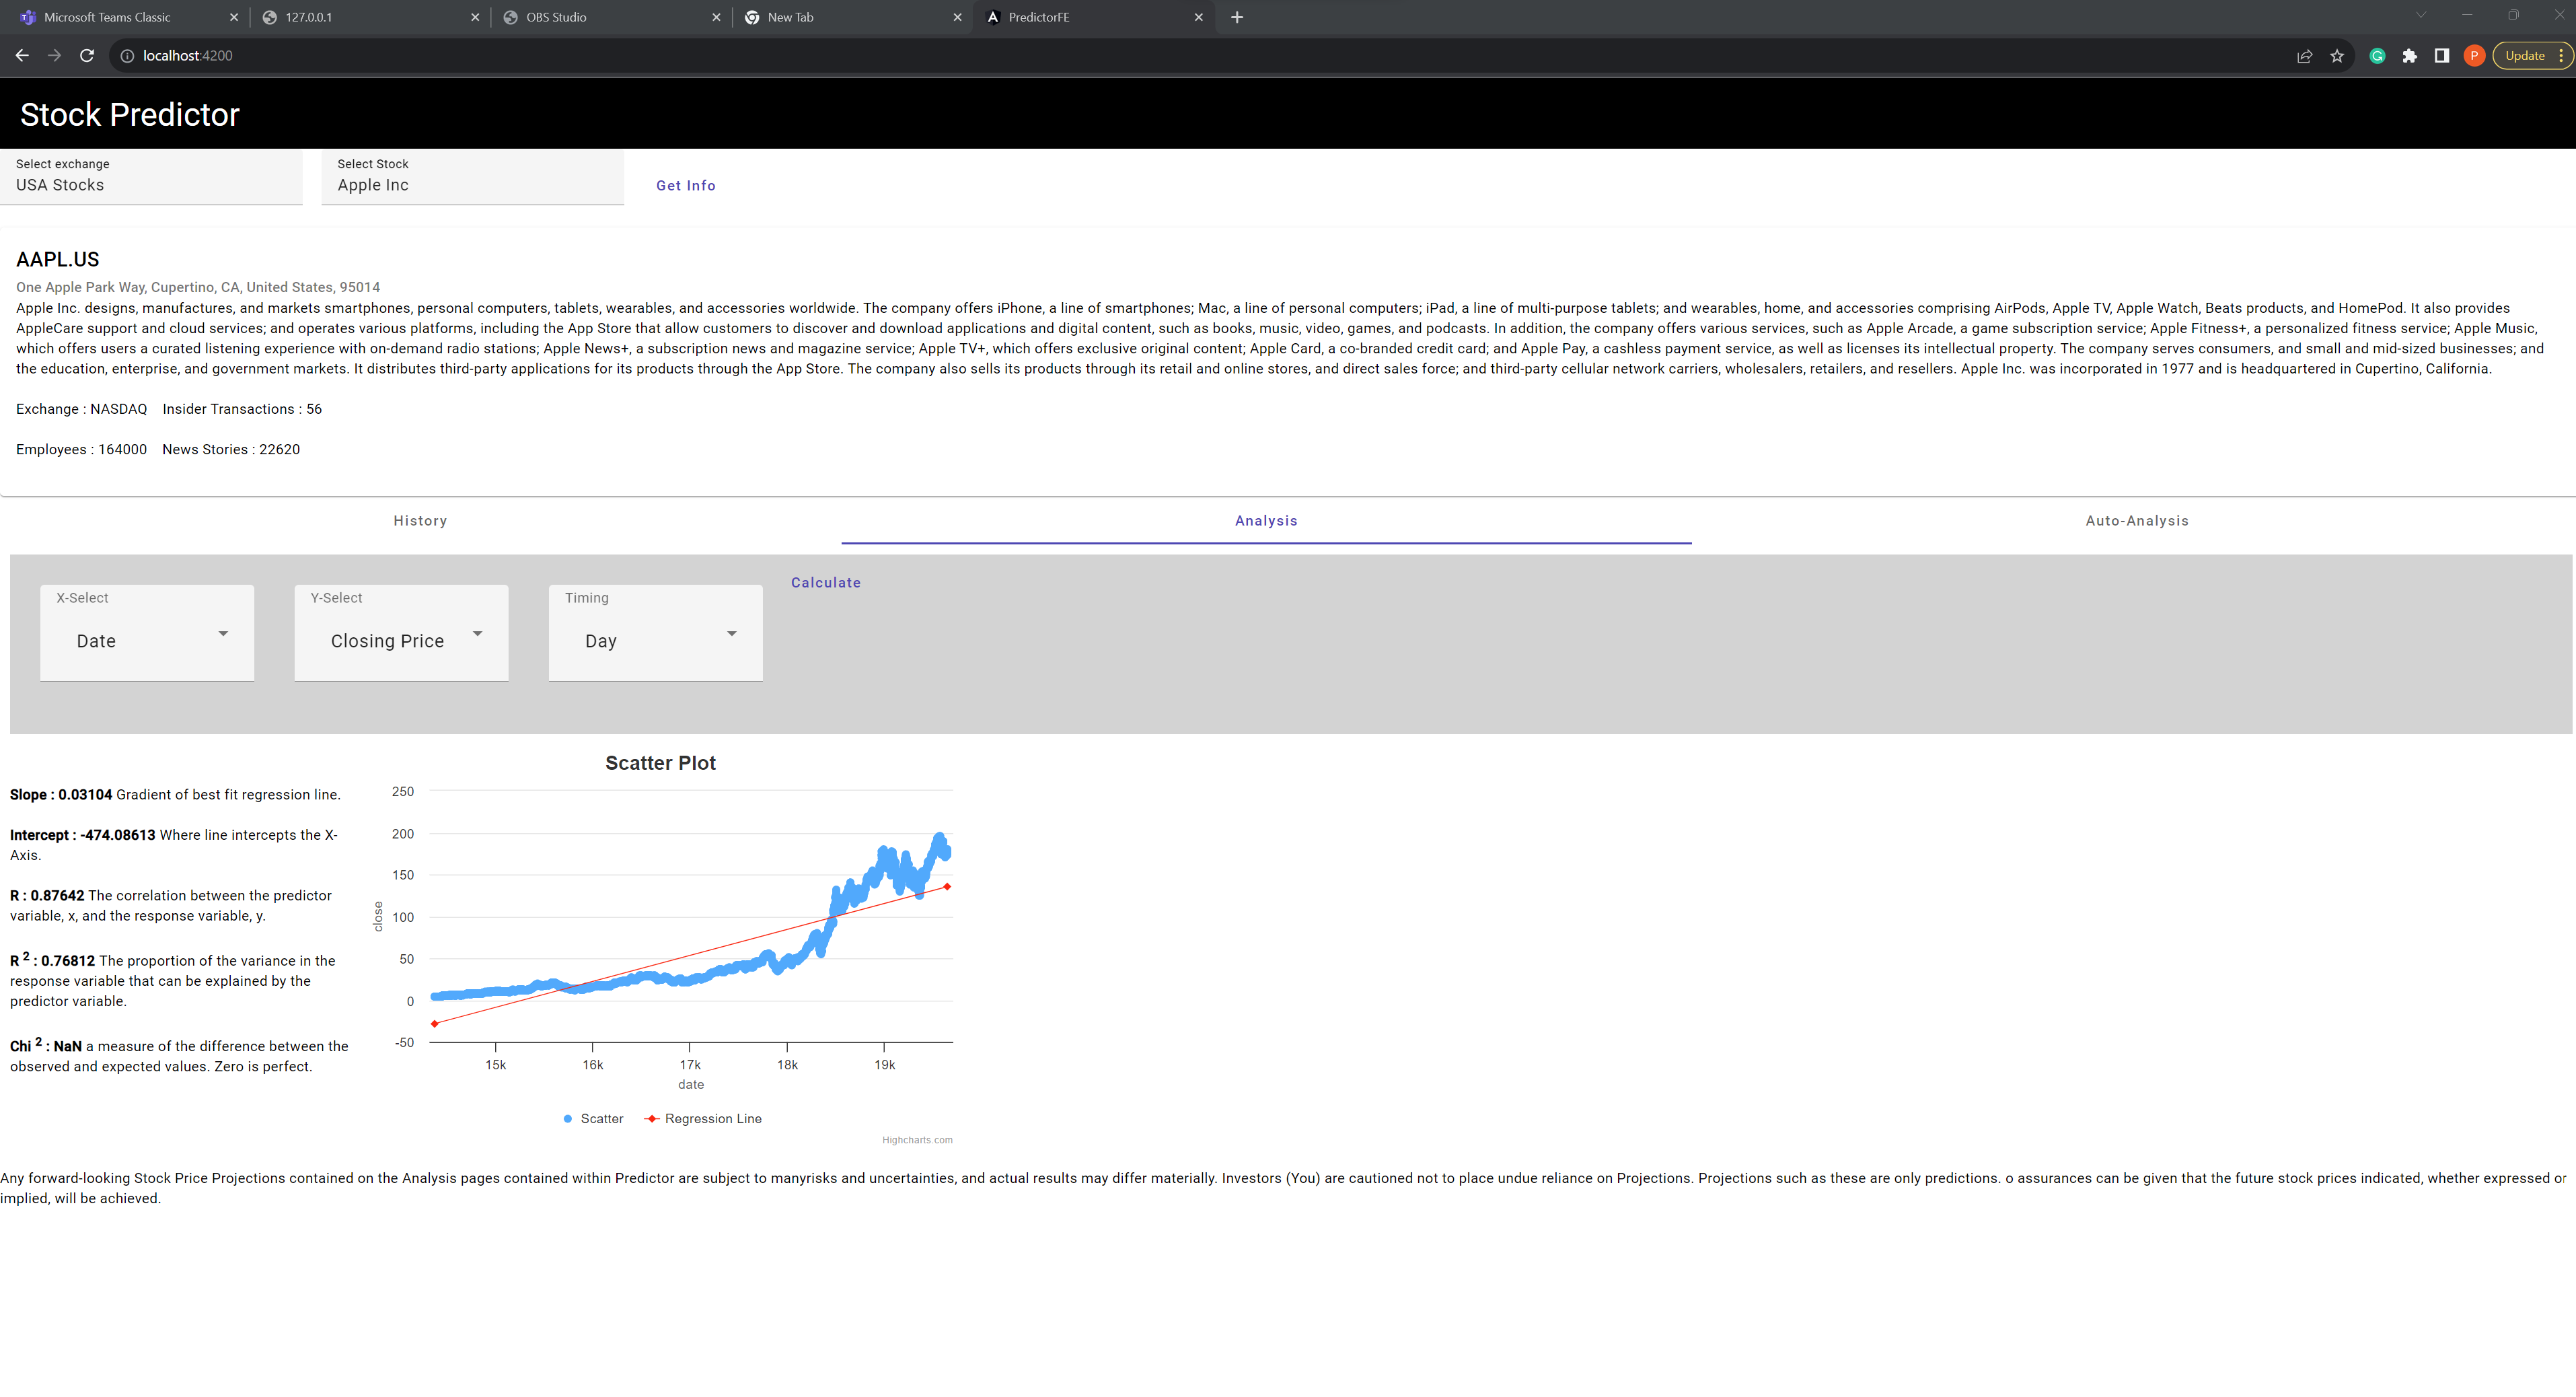 Microsoft Teams Classic
127.0.0.1
OBS Studio
New Tab
PredictorFE
localhost:4200
P
Update
Stock Predictor
Select exchange
USA Stocks
Select Stock
Apple Inc
Get Info
AAPL.US
One Apple Park Way, Cupertino, CA, United States, 95014
Apple Inc. designs, manufactures, and markets smartphones, personal computers, tablets, wearables, and accessories worldwide. The company offers iPhone, a line of smartphones; Mac, a line of personal computers; iPad, a line of multi-purpose tablets; and wearables, home, and accessories comprising AirPods, Apple TV, Apple Watch, Beats products, and HomePod. It also provides
AppleCare support and cloud services; and operates various platforms, including the App Store that allow customers to discover and download applications and digital content, such as books, music, video, games, and podcasts. In addition, the company offers various services, such as Apple Arcade, a game subscription service; Apple Fitness+, a personalized fitness service; Apple Music,
which offers users a curated listening experience with on-demand radio stations; Apple News+, a subscription news and magazine service; Apple TV+, which offers exclusive original content; Apple Card, a co-branded credit card; and Apple Pay, a cashless payment service, as well as licenses its intellectual property. The company serves consumers, and small and mid-sized businesses; and
the education, enterprise, and government markets. It distributes third-party applications for its products through the App Store. The company also sells its products through its retail and online stores, and direct sales force; and third-party cellular network carriers, wholesalers, retailers, and resellers. Apple Inc. was incorporated in 1977 and is headquartered in Cupertino, California.
Exchange : NASDAQ Insider Transactions : 56
Employees : 164000 News Stories : 22620
History
Analysis
Auto-Analysis
X-Select
Date
Y-Select
Closing Price
Timing
Day
Calculate
Slope : 0.03104 Gradient of best fit regression line.
Intercept : -474.08613 Where line intercepts the X-
Axis.
R : 0.87642 The correlation between the predictor
variable, x, and the response variable, y.
R 2 : 0.76812 The proportion of the variance in the
response variable that can be explained by the
predictor variable.
Chi 2 : NaN a measure of the difference between the
observed and expected values. Zero is perfect.
Scatter Plot
250
200
150
100
50
0
-50
close
15k
16k
17k
18k
19k
date
Scatter
Regression Line
Highcharts.com
Any forward-looking Stock Price Projections contained on the Analysis pages contained within Predictor are subject to manyrisks and uncertainties, and actual results may differ materially. Investors (You) are cautioned not to place undue reliance on Projections. Projections such as these are only predictions. o assurances can be given that the future stock prices indicated, whether expressed or
implied, will be achieved.